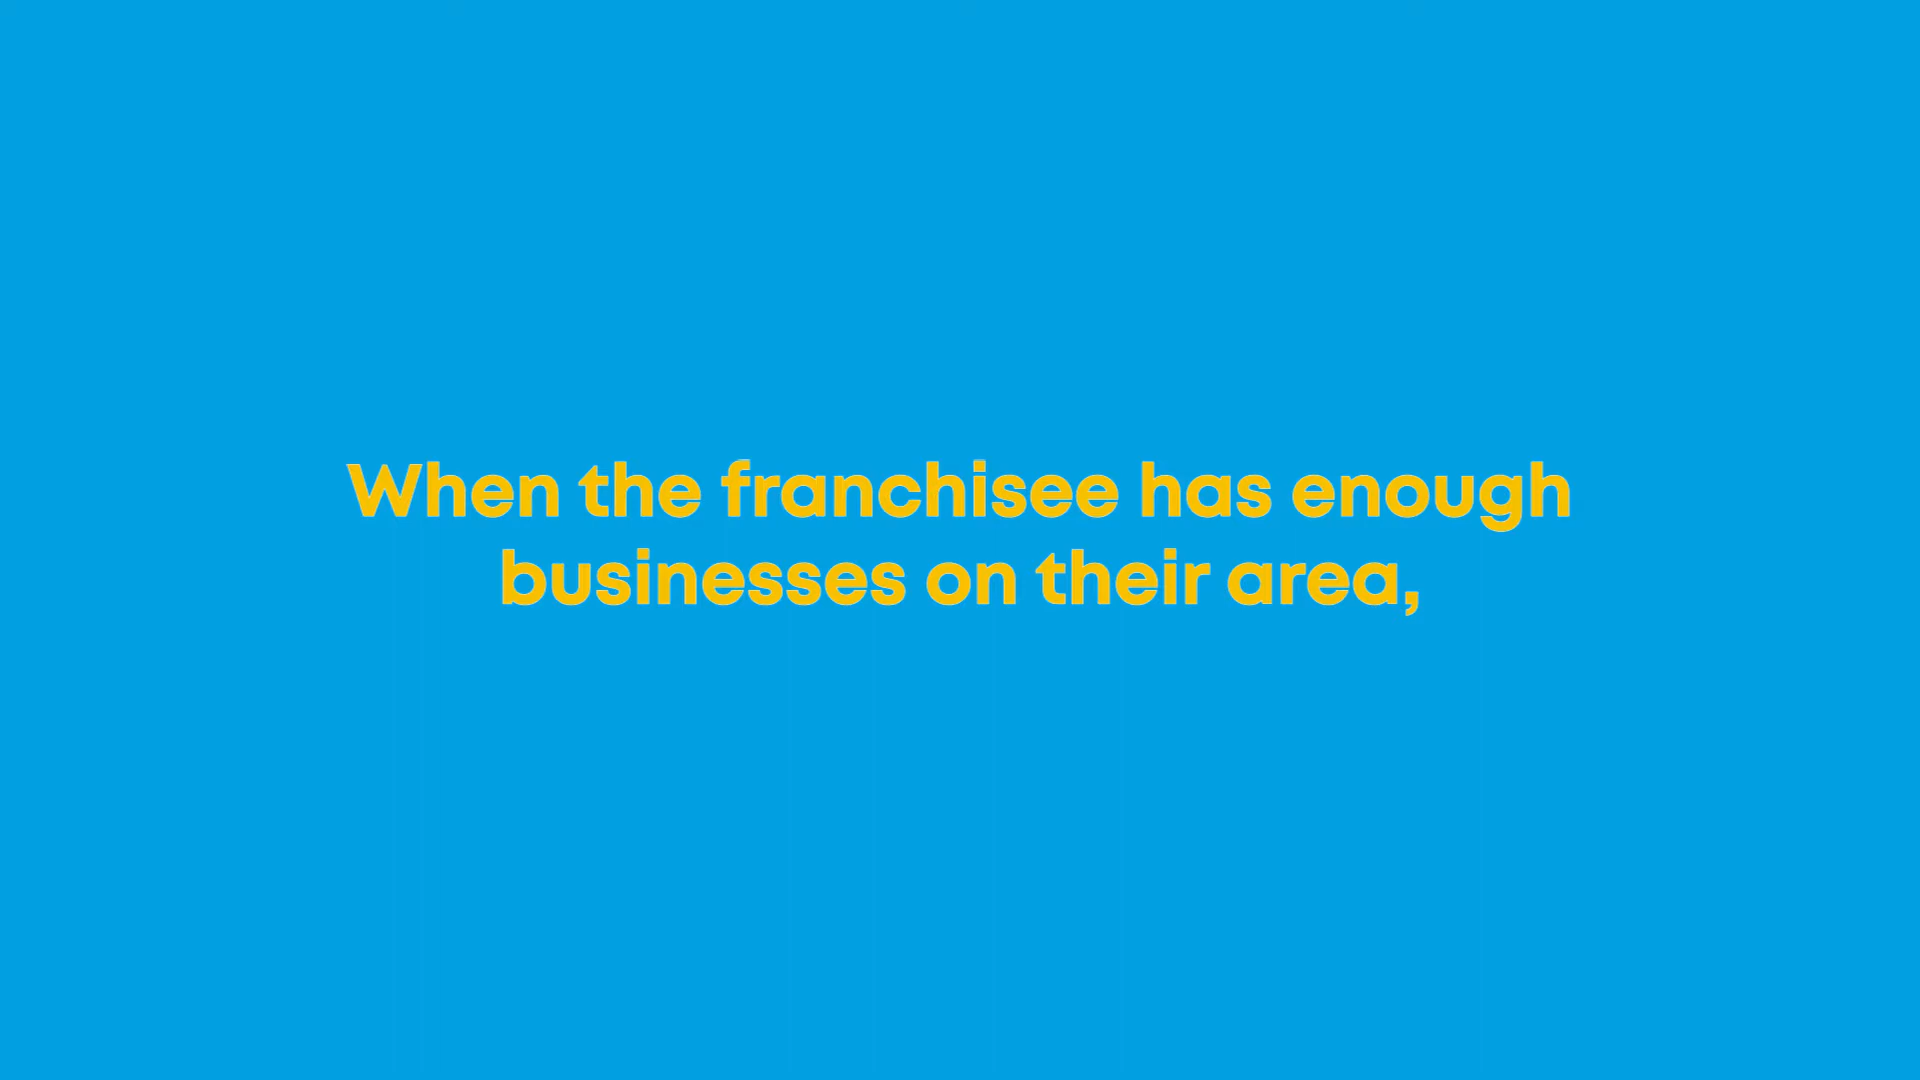 When the franchisee has enough
businesses on their area,